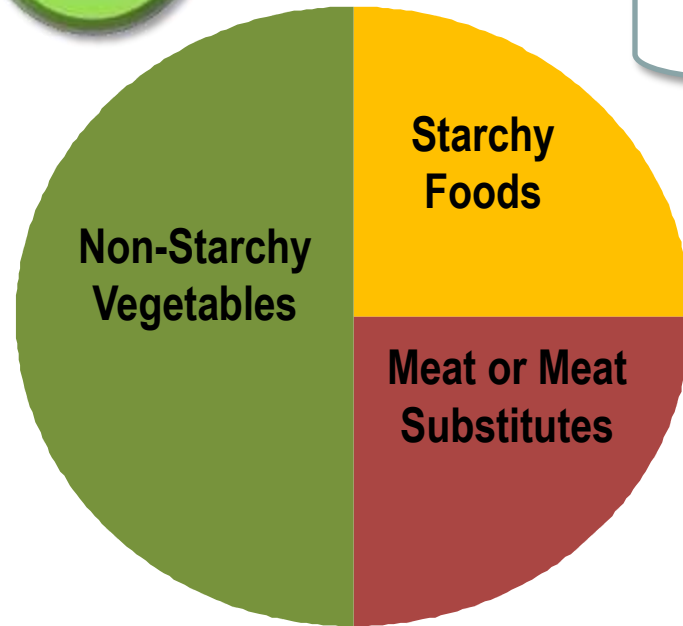 Starchy
Foods
Non-Starchy
Vegetables
Meat or Meat
Substitutes